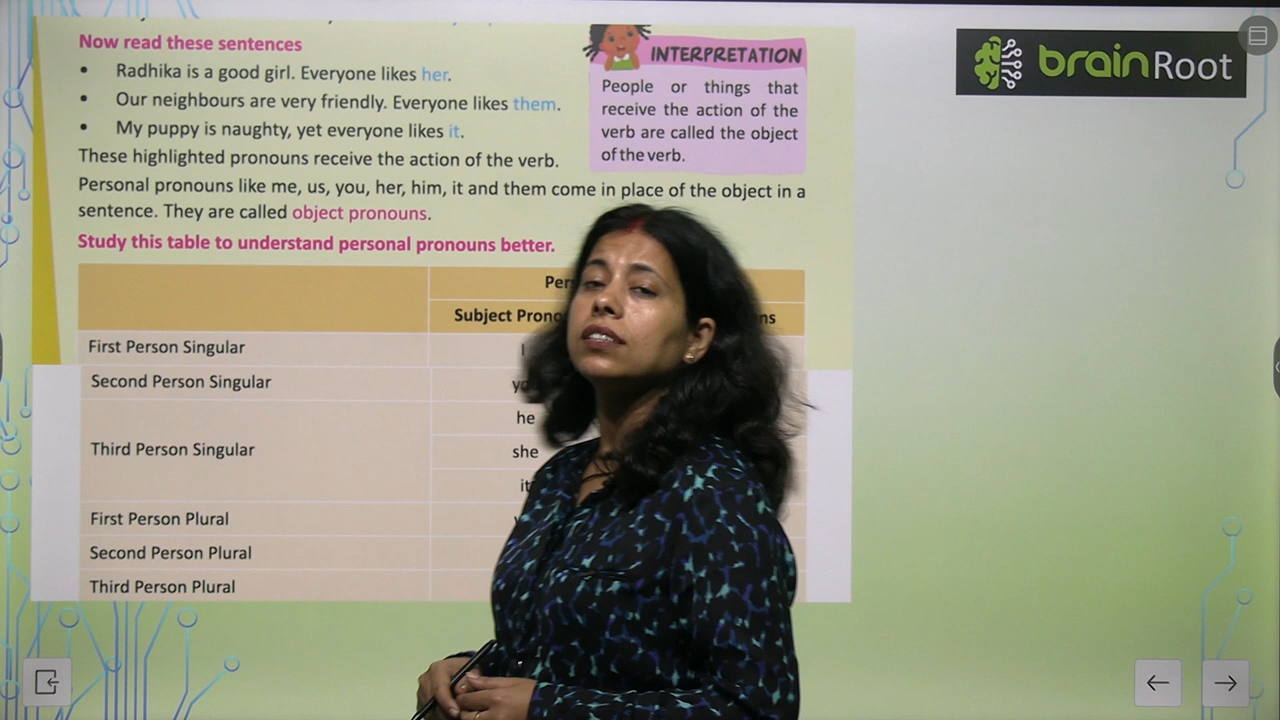 Now read these sentences
• Radhika is a good girl. Everyone likes her.
• Our neighbours are very friendly. Everyone likes them.
• My puppy is naughty, yet everyone likes it.
These highlighted pronouns receive the action of the verb.
Personal pronouns like me, us, you, her, him, it and them come in place of the object in a
sentence. They are called object pronouns.
INTERPRETATION
People or things that
receive the action of the
verb are called the object
of the verb.
brainRoot
Study this table to understand personal pronouns better.
Subject
First Person Singular
Second Person Singular
he
Third Person Singular
she
it
First Person Plural
Second Person Plural
Third Person Plural